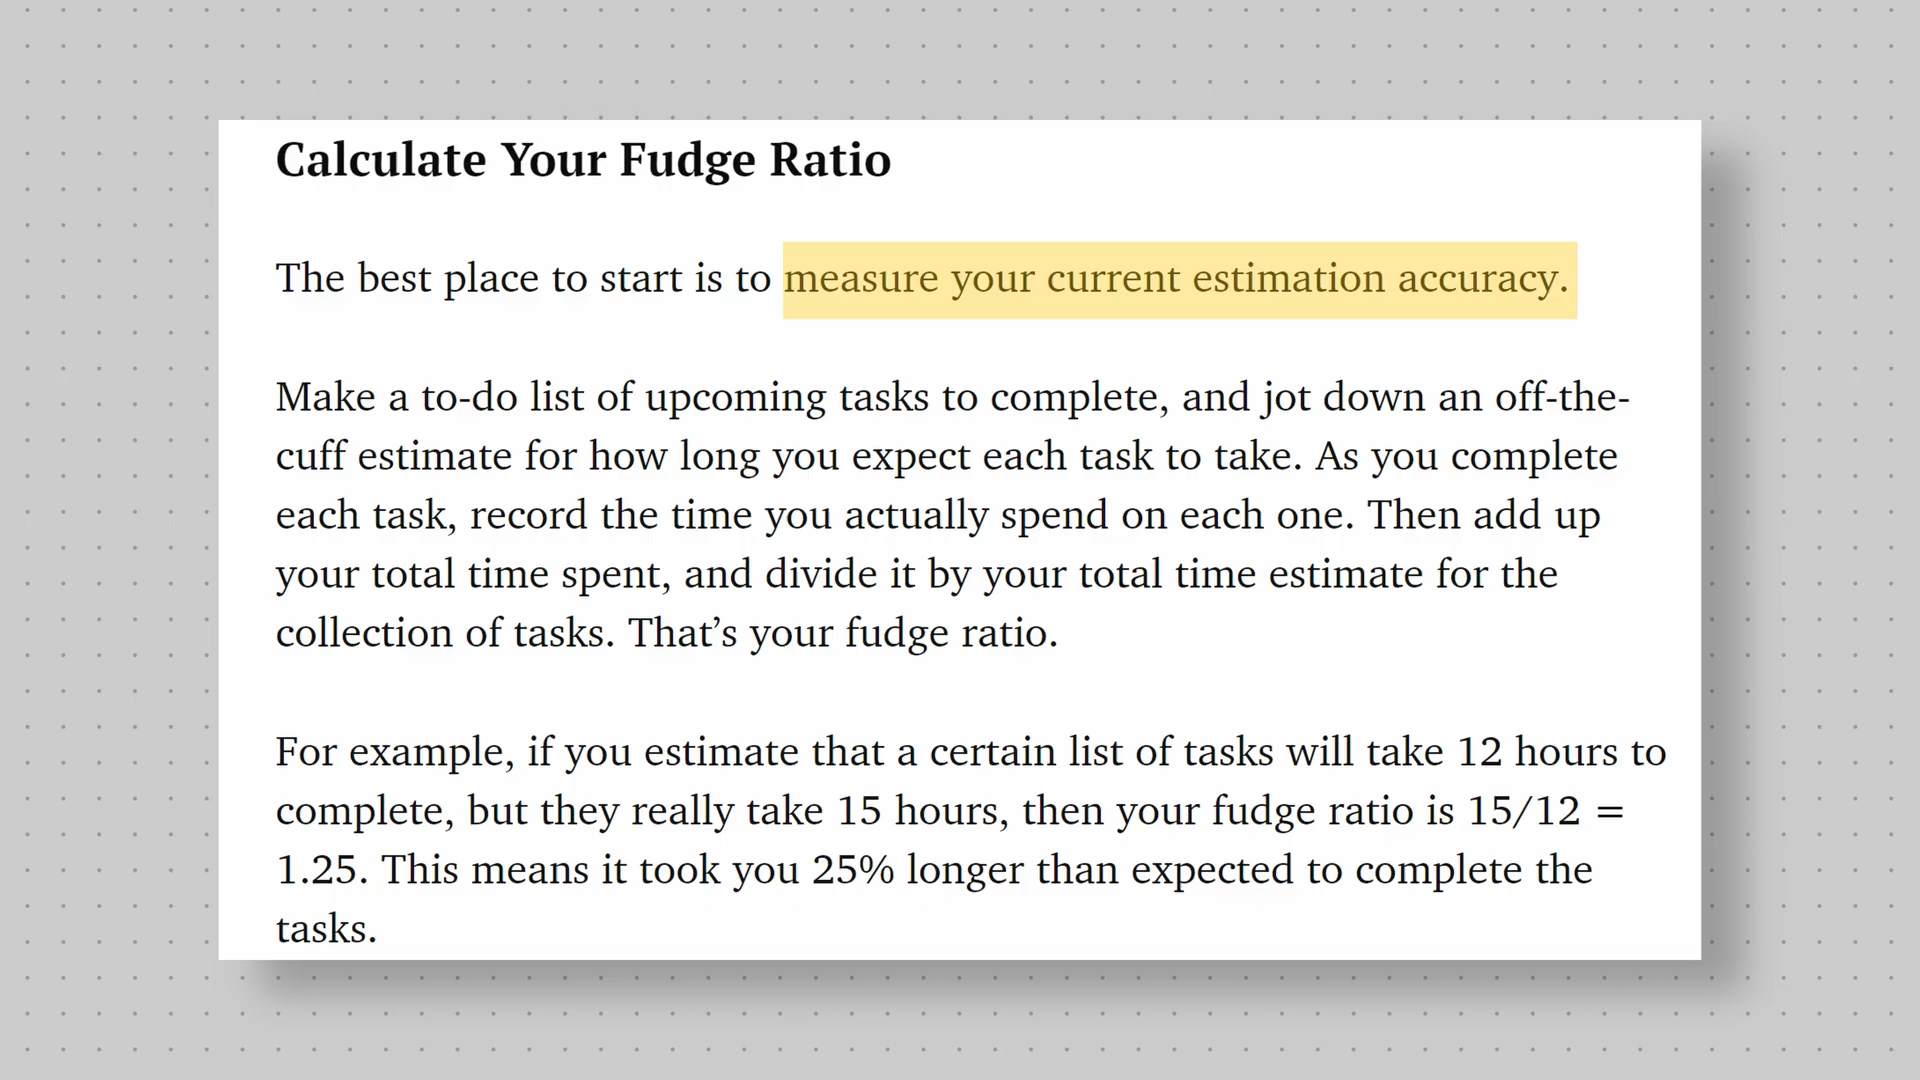 Calculate Your Fudge Ratio
The best place to start is to measure your current estimation accuracy.
Make a to-do list of upcoming tasks to complete, and jot down an off-the-
cuff estimate for how long you expect each task to take. As you complete
each task, record the time you actually spend on each one. Then add up
your total time spent, and divide it by your total time estimate for the
collection of tasks. That’s your fudge ratio.
For example, if you estimate that a certain list of tasks will take 12 hours to
complete, but they really take 15 hours, then your fudge ratio is 15/12 =
1.25. This means it took you 25% longer than expected to complete the
tasks.